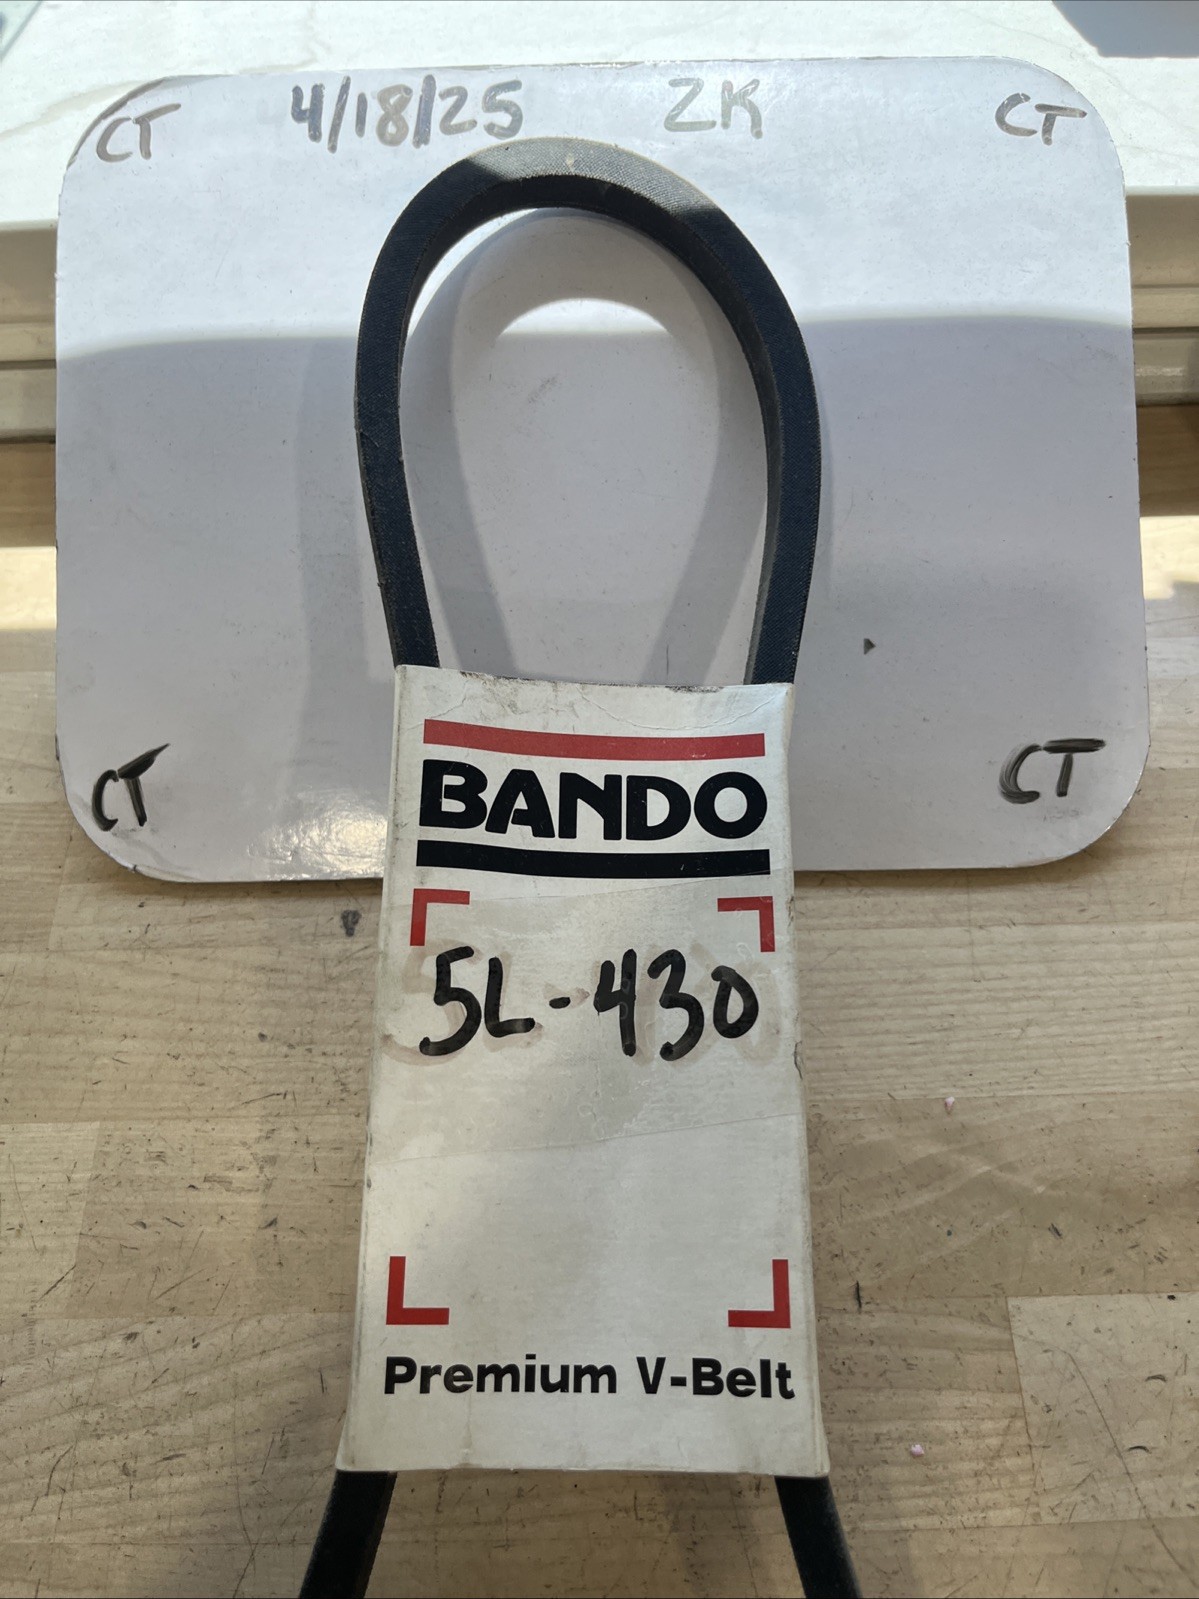 CT 4/18/25 ZK CT
CT CT
BANDO
5L-430
Premium V-Belt